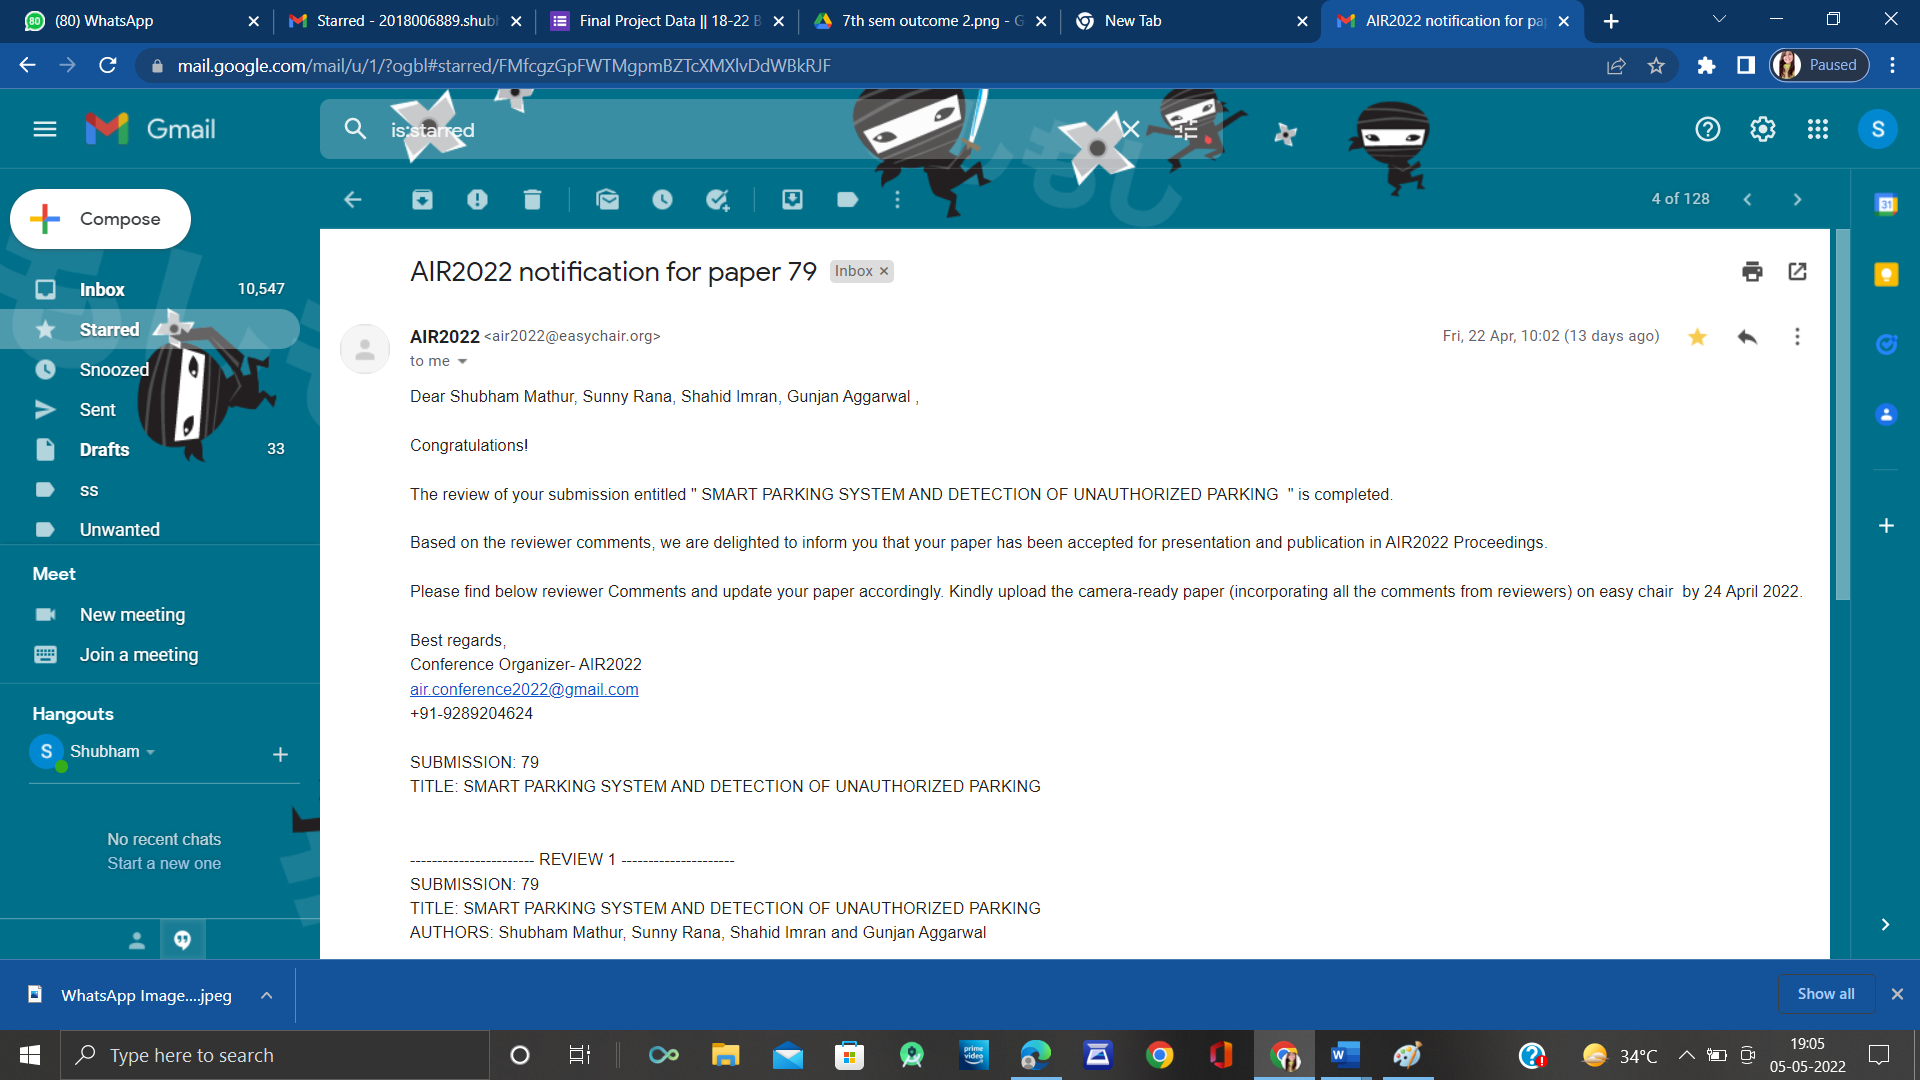 (80) WhatsApp
Starred - 2018006889.shubh
Final Project Data || 18-22 B
7th sem outcome 2.png - G
New Tab
AIR2022 notification for pa
mail.google.com/mail/u/1/?ogbl#starred/FMfcgzGpFWTMgpmBZTcXMXlvDdWBkRJF
Paused
Gmail
is:starred
S
Compose
4 of 128
Inbox 10,547
Starred
Snoozed
Sent
Drafts 33
ss
Unwanted
Meet
New meeting
Join a meeting
Hangouts
S Shubham
No recent chats
Start a new one
AIR2022 notification for paper 79 Inbox
AIR2022 <air2022@easychair.org> Fri, 22 Apr, 10:02 (13 days ago)
to me
Dear Shubham Mathur, Sunny Rana, Shahid Imran, Gunjan Aggarwal ,
Congratulations!
The review of your submission entitled " SMART PARKING SYSTEM AND DETECTION OF UNAUTHORIZED PARKING  " is completed.
Based on the reviewer comments, we are delighted to inform you that your paper has been accepted for presentation and publication in AIR2022 Proceedings.
Please find below reviewer Comments and update your paper accordingly. Kindly upload the camera-ready paper (incorporating all the comments from reviewers) on easy chair  by 24 April 2022.
Best regards,
Conference Organizer- AIR2022
air.conference2022@gmail.com
+91-9289204624
SUBMISSION: 79
TITLE: SMART PARKING SYSTEM AND DETECTION OF UNAUTHORIZED PARKING
----------------------- REVIEW 1 ---------------------
SUBMISSION: 79
TITLE: SMART PARKING SYSTEM AND DETECTION OF UNAUTHORIZED PARKING
AUTHORS: Shubham Mathur, Sunny Rana, Shahid Imran and Gunjan Aggarwal
31
WhatsApp Image....jpeg
Show all
Type here to search
prime video
34°C
19:05
05-05-2022